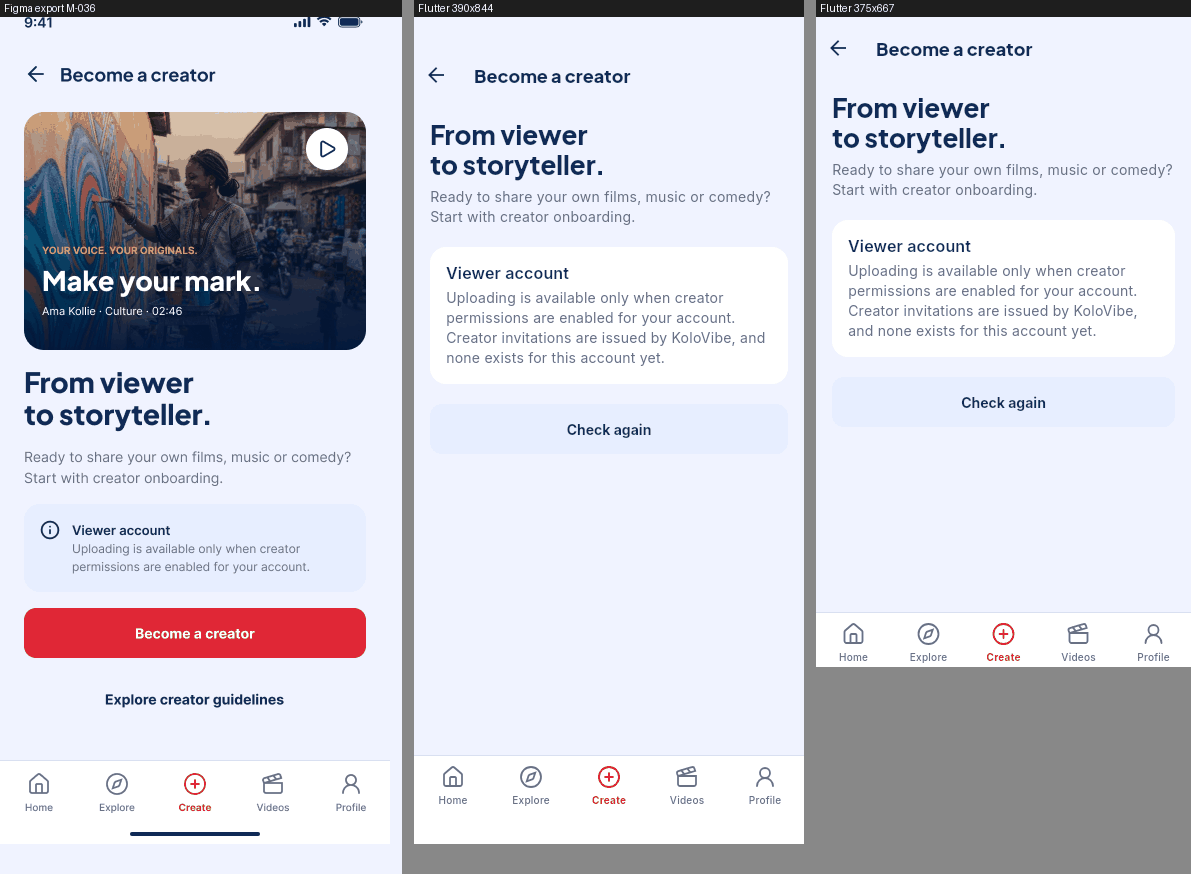 Figma export M-036
9:41
Become a creator
YOUR VOICE. YOUR ORIGINALS.
Make your mark.
Ama Kollie · Culture · 02:46
From viewer
to storyteller.
Ready to share your own films, music or comedy?
Start with creator onboarding.
Viewer account
Uploading is available only when creator
permissions are enabled for your account.
Become a creator
Explore creator guidelines
Home
Explore
Create
Videos
Profile
Flutter 390x844
Become a creator
From viewer
to storyteller.
Ready to share your own films, music or comedy?
Start with creator onboarding.
Viewer account
Uploading is available only when creator
permissions are enabled for your account.
Creator invitations are issued by KoloVibe, and
none exists for this account yet.
Check again
Home
Explore
Create
Videos
Profile
Flutter 375x667
Become a creator
From viewer
to storyteller.
Ready to share your own films, music or comedy?
Start with creator onboarding.
Viewer account
Uploading is available only when creator
permissions are enabled for your account.
Creator invitations are issued by KoloVibe,
and none exists for this account yet.
Check again
Home
Explore
Create
Videos
Profile